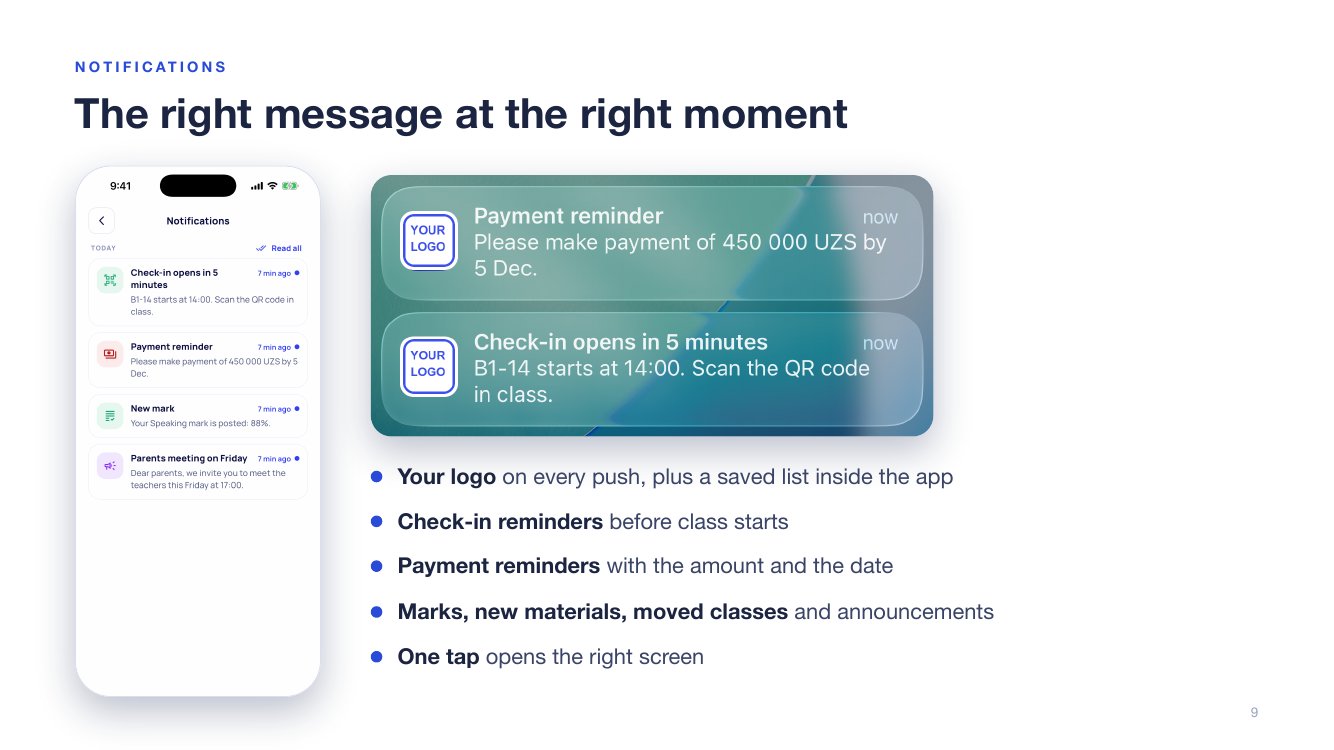 NOTIFICATIONS
The right message at the right moment
9:41
Notifications
TODAY
Read all
Check-in opens in 5
minutes
7 min ago
B1-14 starts at 14:00. Scan the QR code in
class.
Payment reminder
7 min ago
Please make payment of 450 000 UZS by 5
Dec.
New mark
7 min ago
Your Speaking mark is posted: 88%.
Parents meeting on Friday
7 min ago
Dear parents, we invite you to meet the
teachers this Friday at 17:00.
YOUR
LOGO
Payment reminder
now
Please make payment of 450 000 UZS by
5 Dec.
YOUR
LOGO
Check-in opens in 5 minutes
now
B1-14 starts at 14:00. Scan the QR code
in class.
Your logo on every push, plus a saved list inside the app
Check-in reminders before class starts
Payment reminders with the amount and the date
Marks, new materials, moved classes and announcements
One tap opens the right screen
9